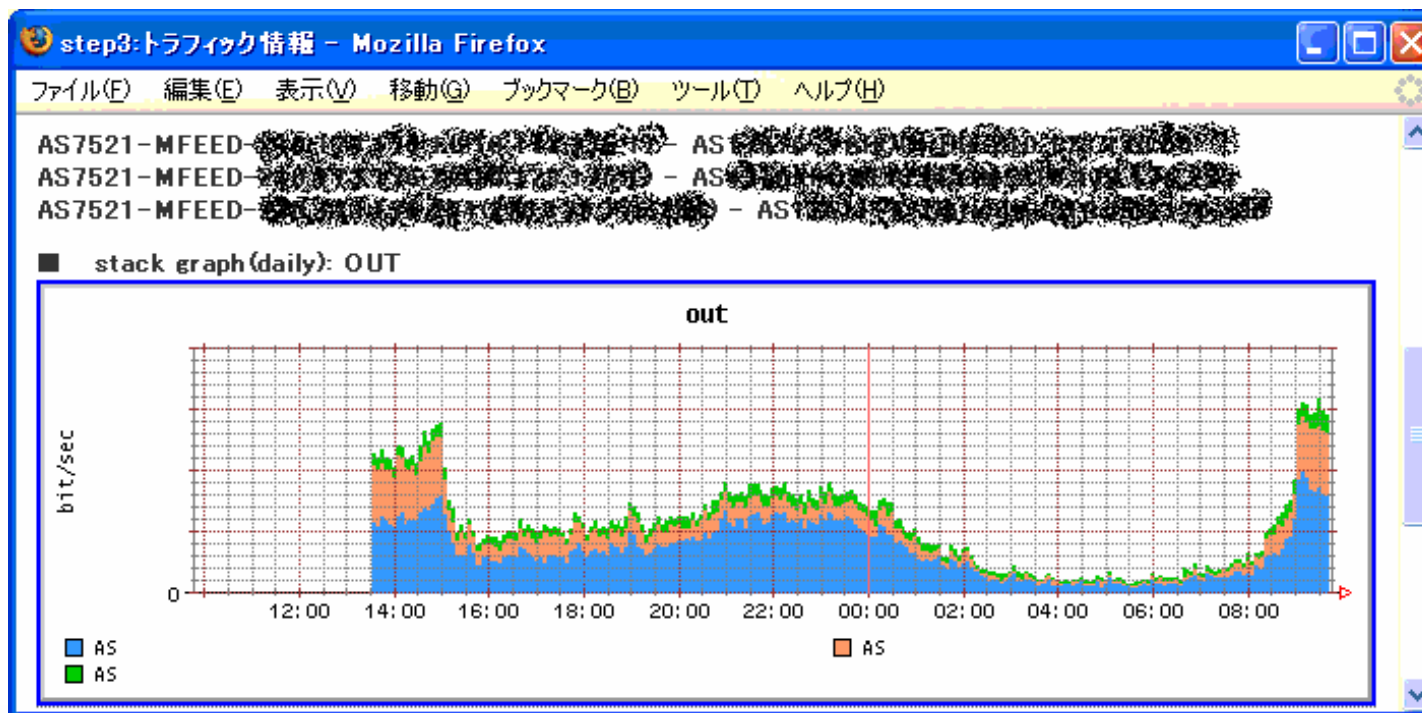 step3:トラフィック情報 - Mozilla Firefox
ファイル(F) 編集(E) 表示(V) 移動(G) ブックマーク(B) ツール(T) ヘルプ(H)
AS7521-MFEED- - AS
AS7521-MFEED- - AS
AS7521-MFEED- - AS
■ stack graph(daily): OUT
out
bit/sec
0
12:00 14:00 16:00 18:00 20:00 22:00 00:00 02:00 04:00 06:00 08:00
AS AS
AS